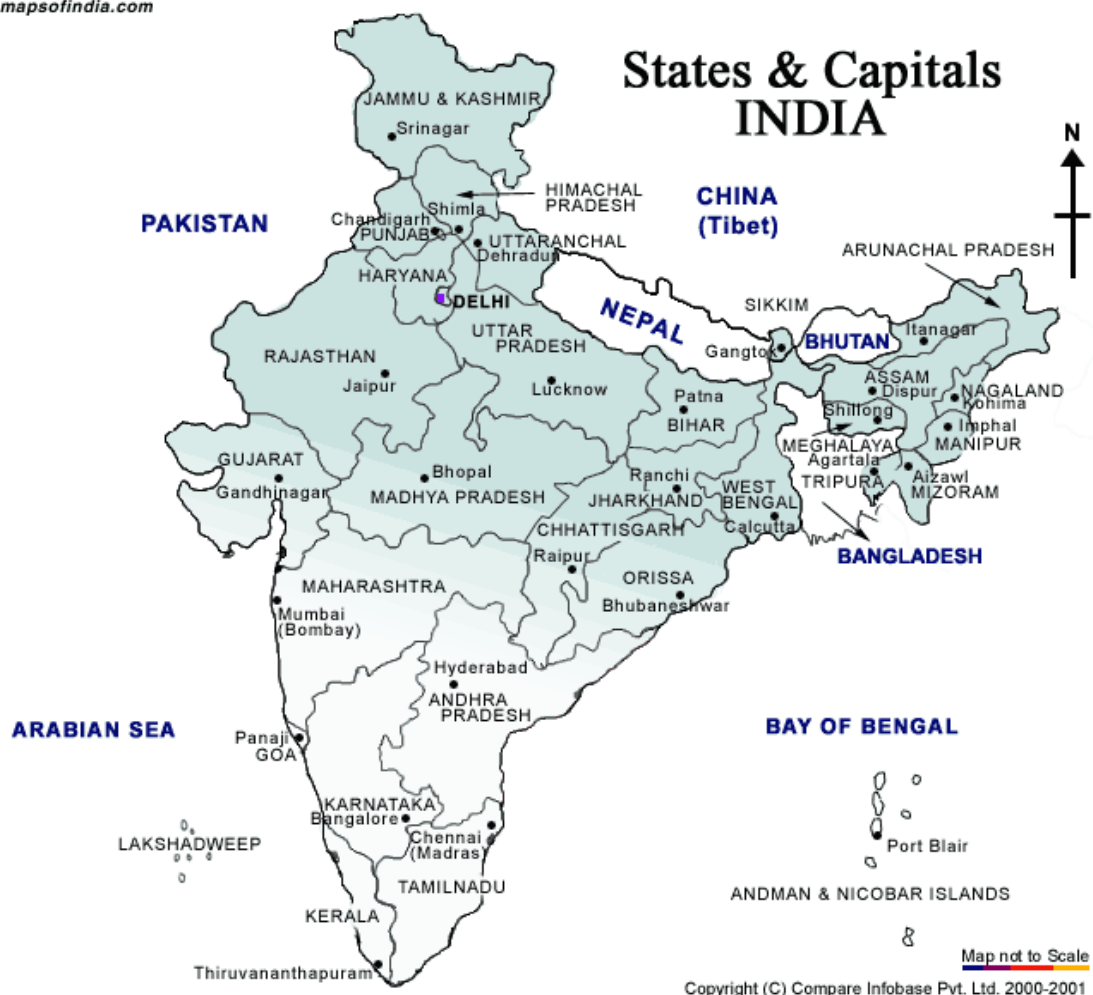 mapsofindia.com
States & Capitals
INDIA
N
JAMMU & KASHMIR
Srinagar
HIMACHAL
PRADESH
CHINA
(Tibet)
PAKISTAN
Chandigarh
Shimla
PUNJAB
UTTARANCHAL
Dehradun
ARUNACHAL PRADESH
HARYANA
DELHI
NEPAL
SIKKIM
BHUTAN
Itanagar
UTTAR
PRADESH
Gangtok
RAJASTHAN
Jaipur
Lucknow
Patna
BIHAR
ASSAM
Dispur
NAGALAND
Kohima
Shillong
Imphal
MANIPUR
MEGHALAYA
Agartala
TRIPURA
Aizawl
MIZORAM
GUJARAT
Gandhinagar
Bhopal
MADHYA PRADESH
Ranchi
JHARKHAND
WEST
BENGAL
Calcutta
CHHATTISGARH
Raipur
BANGLADESH
ORISSA
Bhubaneshwar
MAHARASHTRA
Mumbai
(Bombay)
Hyderabad
ANDHRA
PRADESH
ARABIAN SEA
BAY OF BENGAL
Panaji
GOA
KARNATAKA
Bangalore
Chennai
(Madras)
LAKSHADWEEP
Port Blair
TAMILNADU
ANDMAN & NICOBAR ISLANDS
KERALA
Thiruvananthapuram
Map not to Scale
Copyright (C) Compare Infobase Pvt. Ltd. 2000-2001